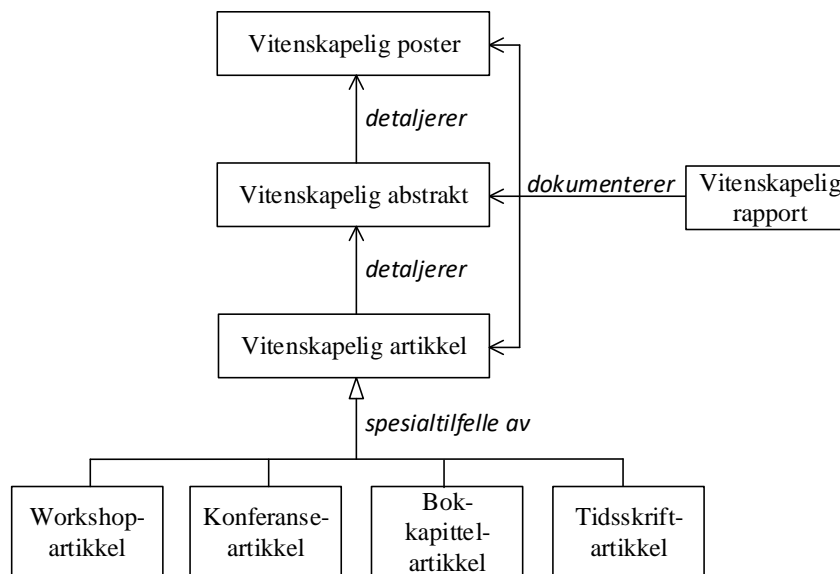 Vitenskapelig poster
detaljerer
Vitenskapelig abstrakt
dokumenterer
Vitenskapelig
rapport
detaljerer
Vitenskapelig artikkel
spesialtilfelle av
Workshop-
artikkel
Konferanse-
artikkel
Bok-
kapittel-
artikkel
Tidsskrift-
artikkel